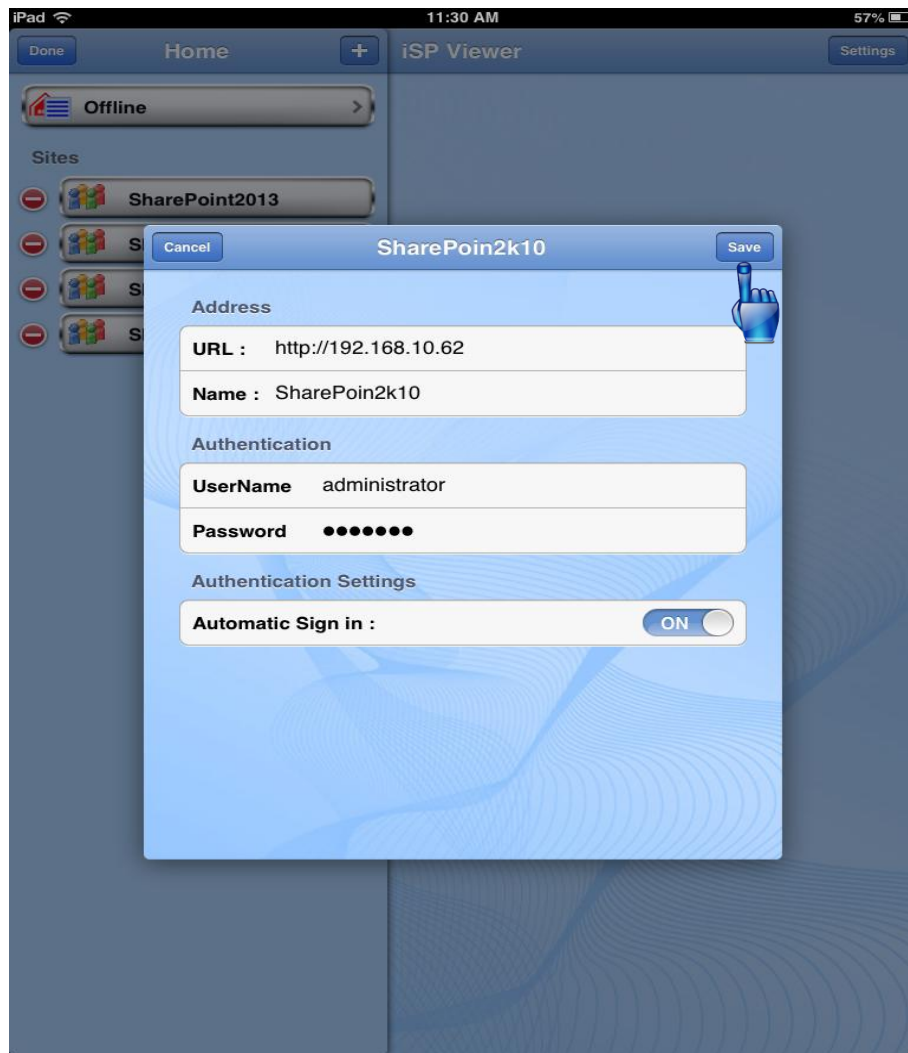 iPad 11:30 AM 57%
Done Home + iSP Viewer Settings
Offline
Sites
SharePoint2013
S
S
S
Cancel SharePoin2k10 Save
Address
URL : http://192.168.10.62
Name : SharePoin2k10
Authentication
UserName administrator
Password ●●●●●●●
Authentication Settings
Automatic Sign in : ON